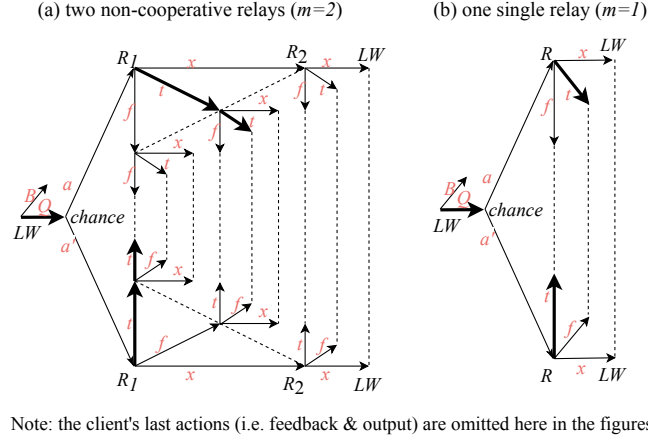 (a) two non-cooperative relays (m=2)
(b) one single relay (m=1)
R1 x R2 x LW
t t
f x f
f x t
t
f
B Q a
LW chance
a'
t f x
t f t f
f x
t f
R1 x R2 x LW
R x LW
f t
B Q a
LW chance
a'
t f
R x LW
Note: the client's last actions (i.e. feedback & output) are omitted here in the figures